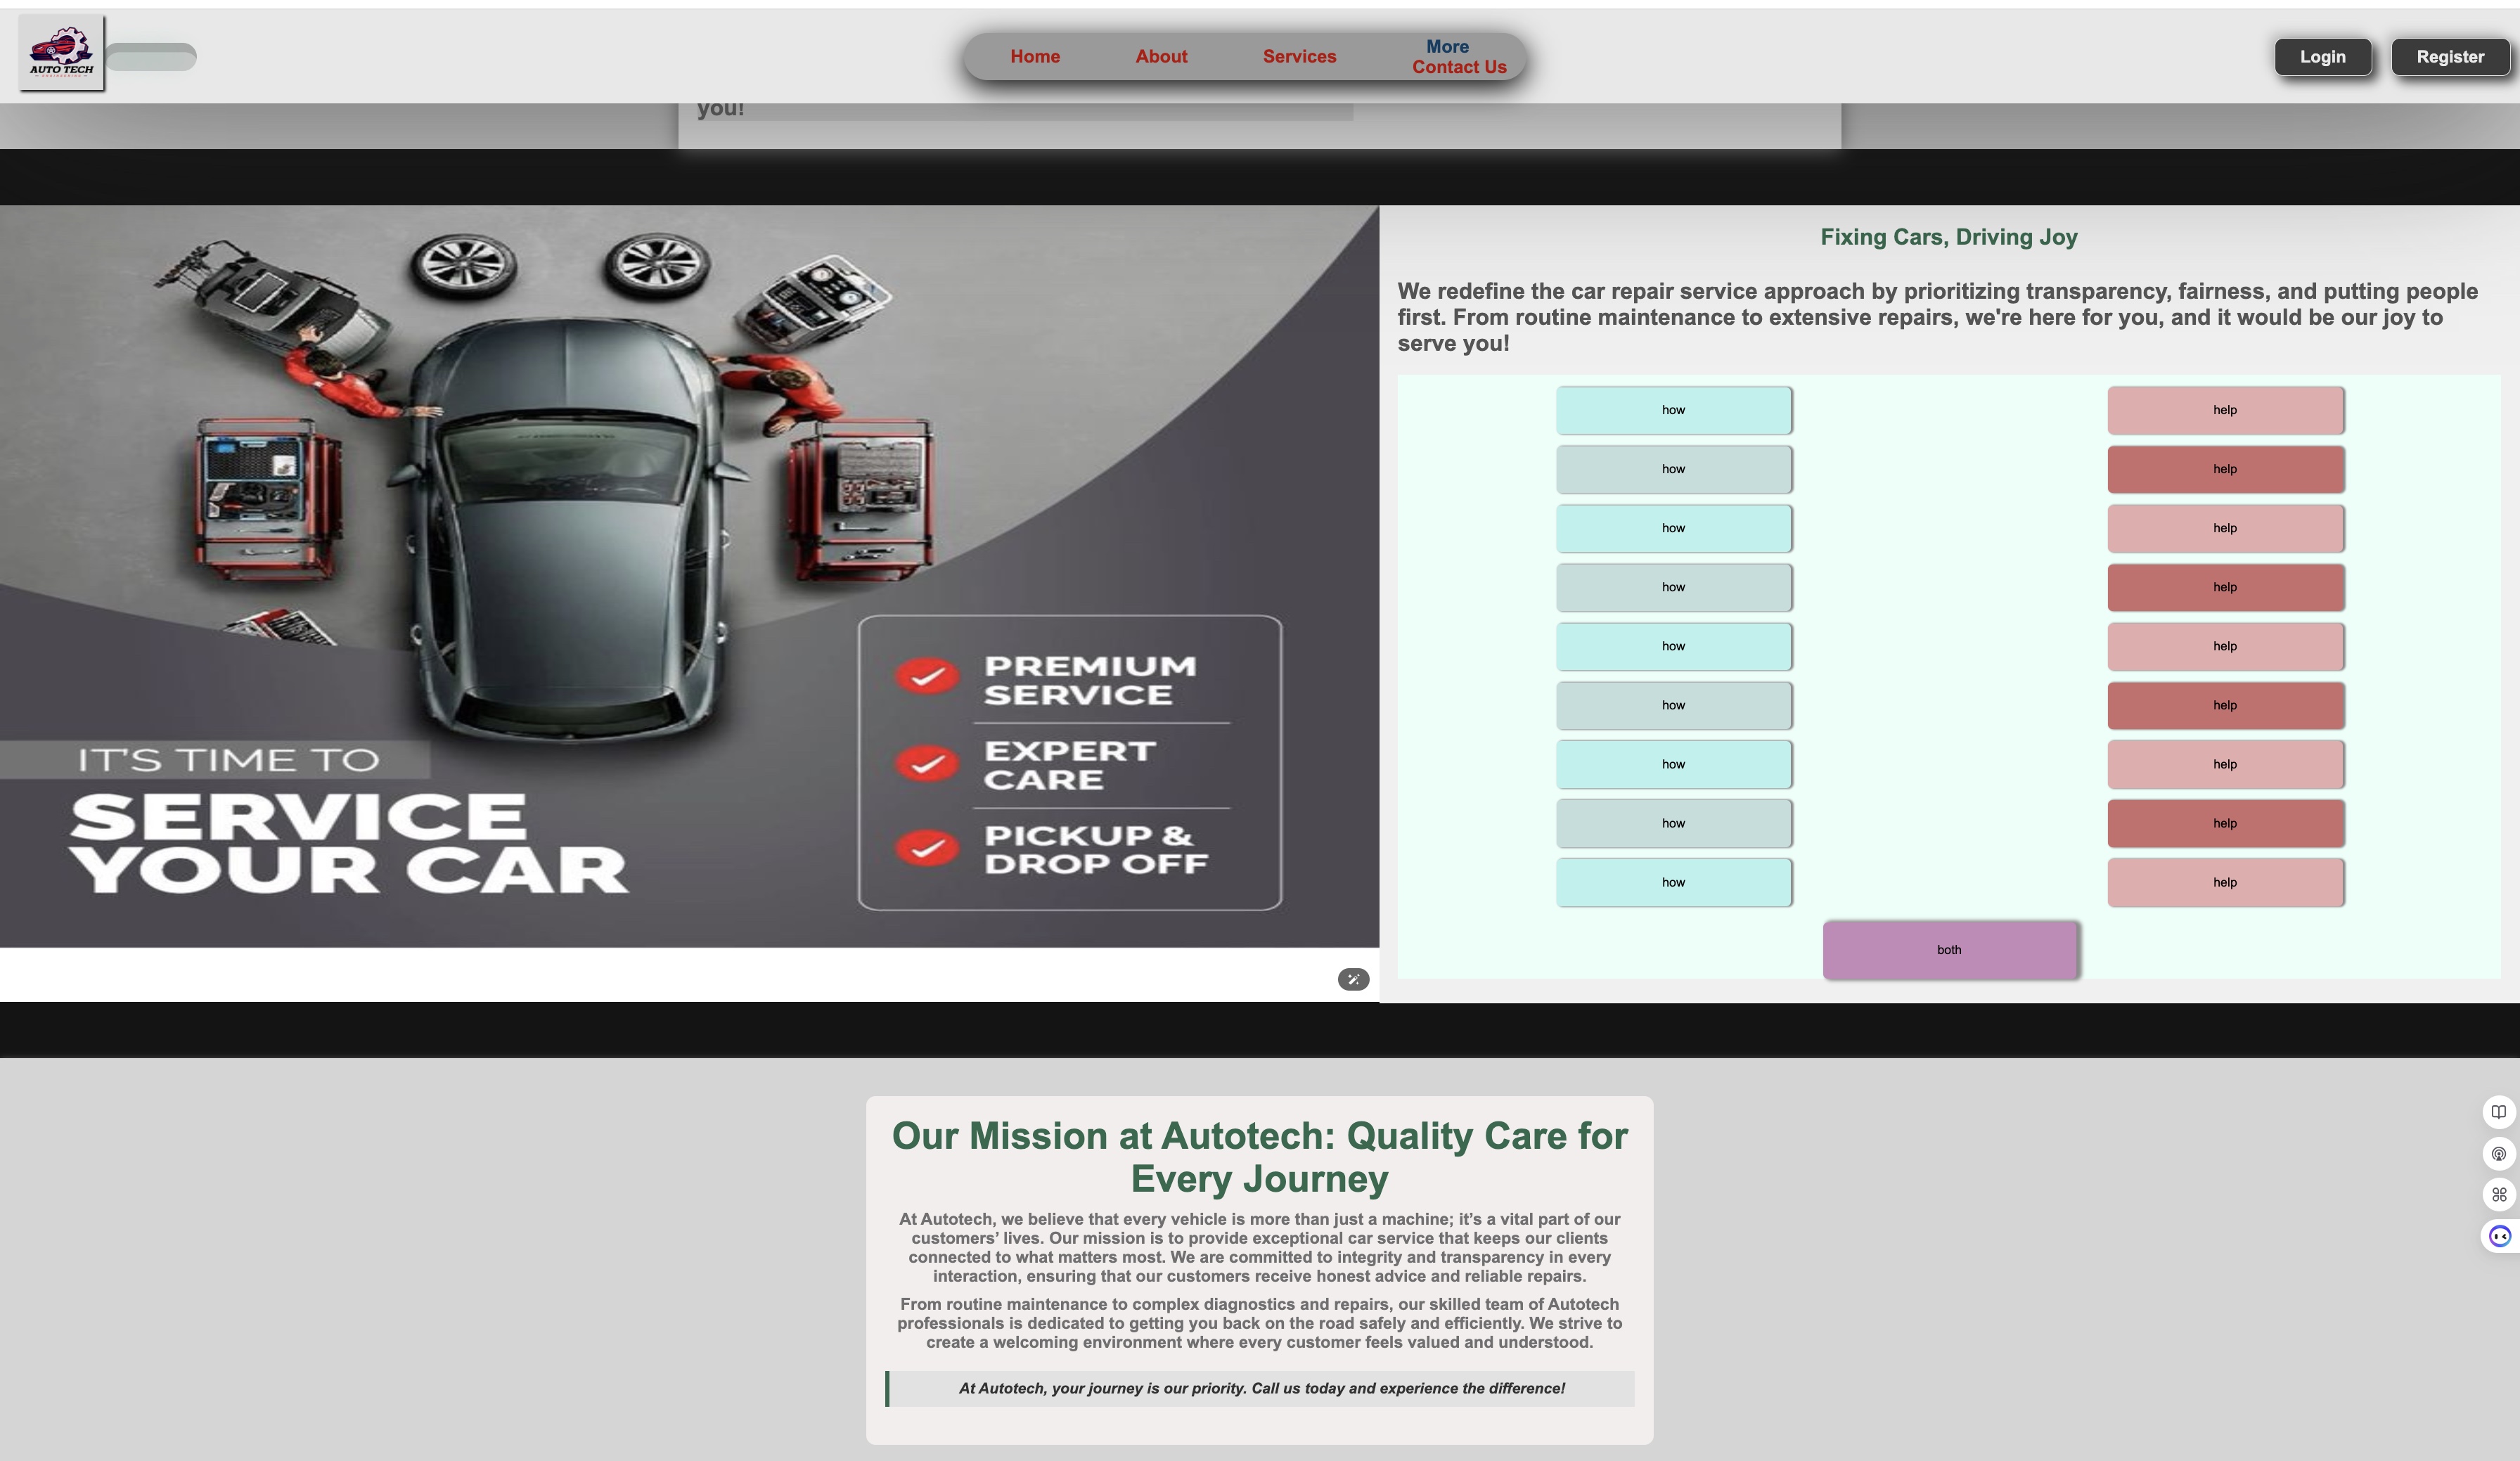 AUTO TECH
Home
About
Services
More
Contact Us
Login
Register
you!
Fixing Cars, Driving Joy
We redefine the car repair service approach by prioritizing transparency, fairness, and putting people
first. From routine maintenance to extensive repairs, we're here for you, and it would be our joy to
serve you!
how
help
how
help
how
help
how
help
how
help
how
help
how
help
how
help
how
help
both
PREMIUM
SERVICE
EXPERT
CARE
PICKUP &
DROP OFF
IT'S TIME TO
SERVICE
YOUR CAR
Our Mission at Autotech: Quality Care for
Every Journey
At Autotech, we believe that every vehicle is more than just a machine; it’s a vital part of our
customers’ lives. Our mission is to provide exceptional car service that keeps our clients
connected to what matters most. We are committed to integrity and transparency in every
interaction, ensuring that our customers receive honest advice and reliable repairs.
From routine maintenance to complex diagnostics and repairs, our skilled team of Autotech
professionals is dedicated to getting you back on the road safely and efficiently. We strive to
create a welcoming environment where every customer feels valued and understood.
At Autotech, your journey is our priority. Call us today and experience the difference!